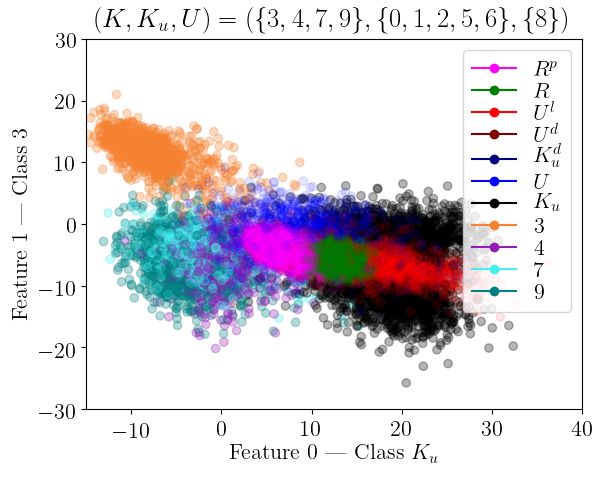 (K, K_u, U) = ({3, 4, 7, 9}, {0, 1, 2, 5, 6}, {8})
30
20
10
0
−10
−20
−30
Feature 1 — Class 3
−10
0
10
20
30
40
Feature 0 — Class K_u
R^p
R
U^l
U^d
K_u^d
U
K_u
3
4
7
9